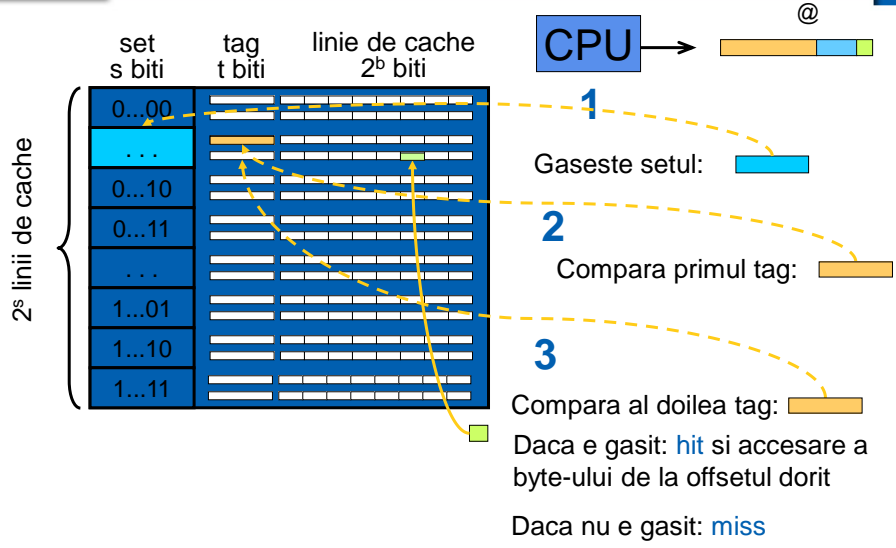 @
CPU
set
s biti
tag
t biti
linie de cache
2ᵇ biti
2ˢ linii de cache
0...00
. . .
0...10
0...11
. . .
1...01
1...10
1...11
1
Gaseste setul:
2
Compara primul tag:
3
Compara al doilea tag:
Daca e gasit: hit si accesare a
byte-ului de la offsetul dorit
Daca nu e gasit: miss